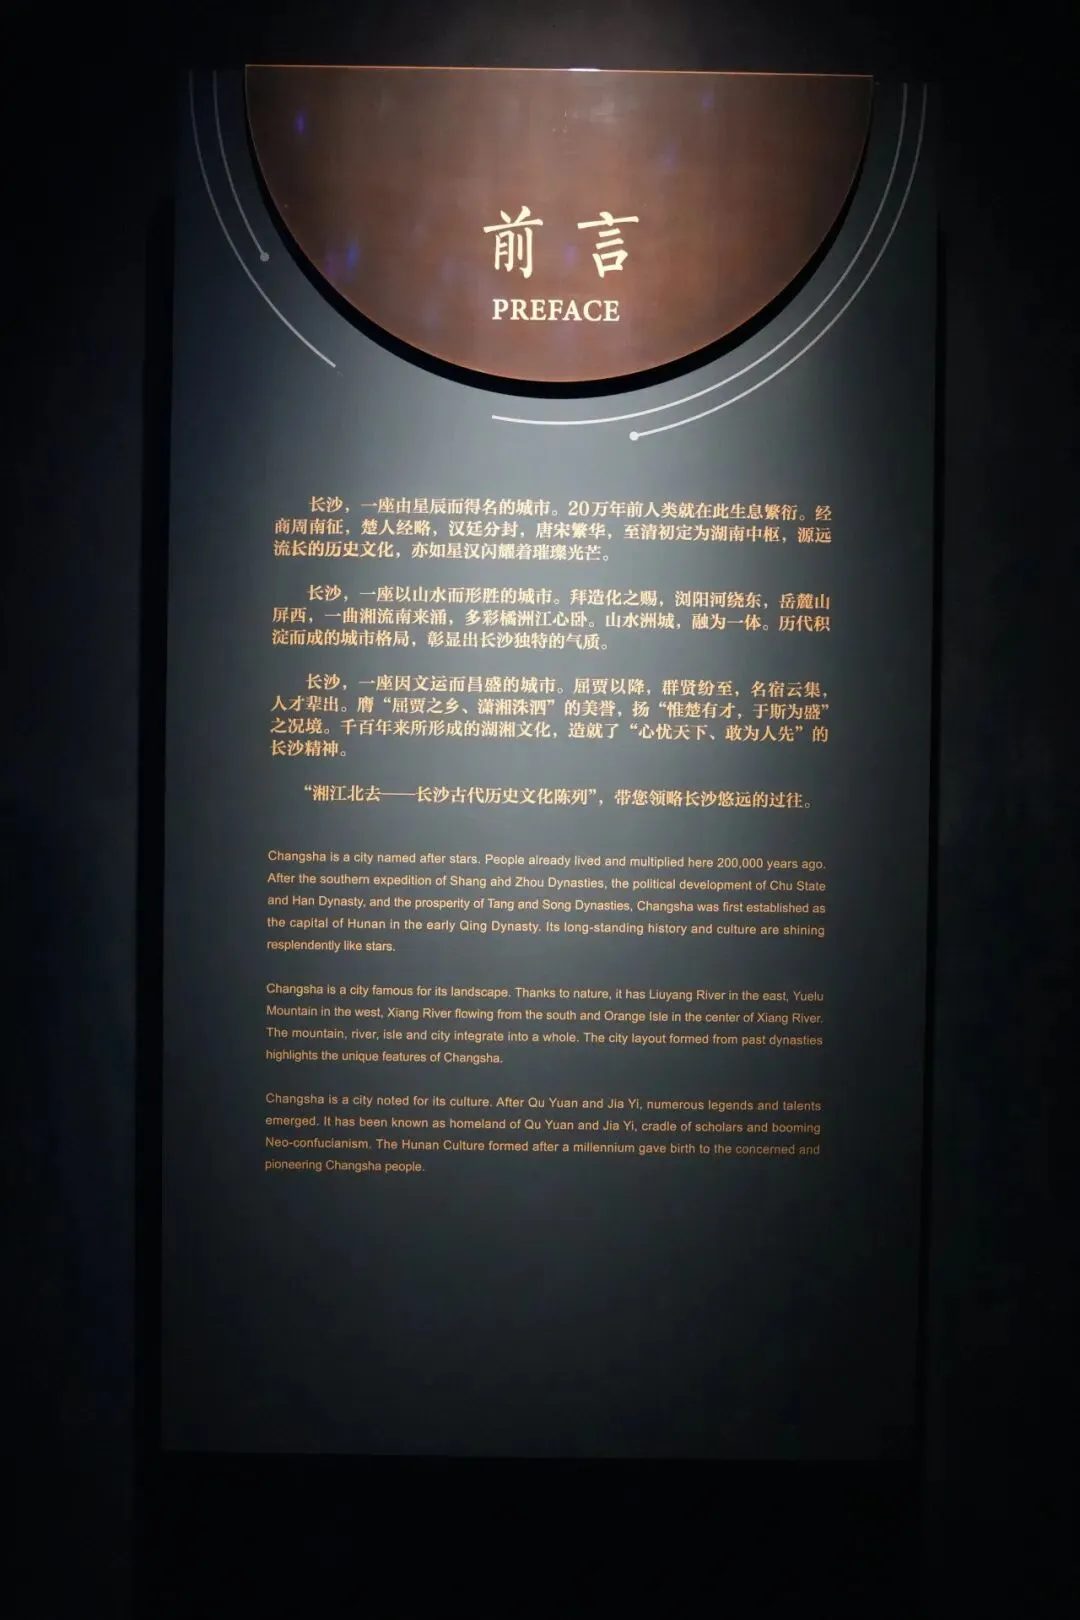 前言
PREFACE
长沙，一座由星辰而得名的城市。20万年前人类就在此生息繁衍。经
商周南征，楚人经略，汉廷分封，唐宋繁华，至清初定为湖南中枢，源远
流长的历史文化，亦如星汉闪耀着璀璨光芒。
长沙，一座以山水而形胜的城市。拜造化之赐，浏阳河绕东，岳麓山
屏西，一曲湘流南来涌，多彩橘洲江心卧。山水洲城，融为一体。历代积
淀而成的城市格局，彰显出长沙独特的气质。
长沙，一座因文运而昌盛的城市。屈贾以降，群贤纷至，名宿云集，
人才辈出。膺“屈贾之乡、潇湘洙泗”的美誉，扬“惟楚有才，于斯为盛”
之况境。千百年来所形成的湖湘文化，造就了“心忧天下、敢为人先”的
长沙精神。
“湘江北去——长沙古代历史文化陈列”，带您领略长沙悠远的过往。
Changsha is a city named after stars. People already lived and multiplied here 200,000 years ago.
After the southern expedition of Shang and Zhou Dynasties, the political development of Chu State
and Han Dynasty, and the prosperity of Tang and Song Dynasties, Changsha was first established as
the capital of Hunan in the early Qing Dynasty. Its long-standing history and culture are shining
resplendently like stars.
Changsha is a city famous for its landscape. Thanks to nature, it has Liuyang River in the east, Yuelu
Mountain in the west, Xiang River flowing from the south and Orange Isle in the center of Xiang River.
The mountain, river, isle and city integrate into a whole. The city layout formed from past dynasties
highlights the unique features of Changsha.
Changsha is a city noted for its culture. After Qu Yuan and Jia Yi, numerous legends and talents
emerged. It has been known as homeland of Qu Yuan and Jia Yi, cradle of scholars and booming
Neo-confucianism. The Hunan Culture formed after a millennium gave birth to the concerned and
pioneering Changsha people.